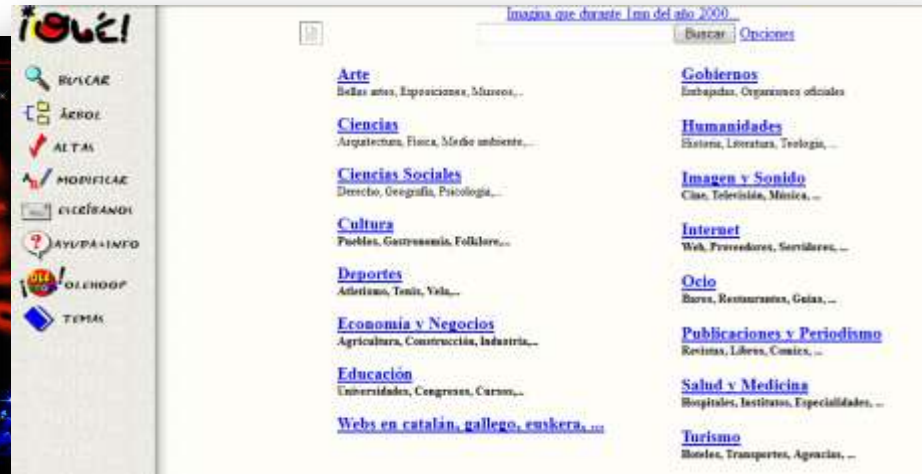 ¡Olé!
BUSCAR
ÁRBOL
ALTAS
MODIFICAR
ESCRÍBANOS
AYUDA+INFO
¡OLEHOOP!
TEMAS
Imagina que durante 1mn del año 2000...
Buscar Opciones
Arte
Bellas artes, Exposiciones, Museos,...
Ciencias
Arquitectura, Física, Medio ambiente,...
Ciencias Sociales
Derecho, Geografía, Psicología,...
Cultura
Pueblos, Gastronomía, Folklore,...
Deportes
Atletismo, Tenis, Vela,...
Economía y Negocios
Agricultura, Construcción, Industria,...
Educación
Universidades, Congresos, Cursos,...
Webs en catalán, gallego, euskera, ...
Gobiernos
Embajadas, Organismos oficiales
Humanidades
Historia, Literatura, Teología, ...
Imagen y Sonido
Cine, Televisión, Música, ...
Internet
Web, Proveedores, Servidores, ...
Ocio
Bares, Restaurantes, Guías, ...
Publicaciones y Periodismo
Revistas, Libros, Comics, ...
Salud y Medicina
Hospitales, Institutos, Especialidades, ...
Turismo
Hoteles, Transportes, Agencias, ...